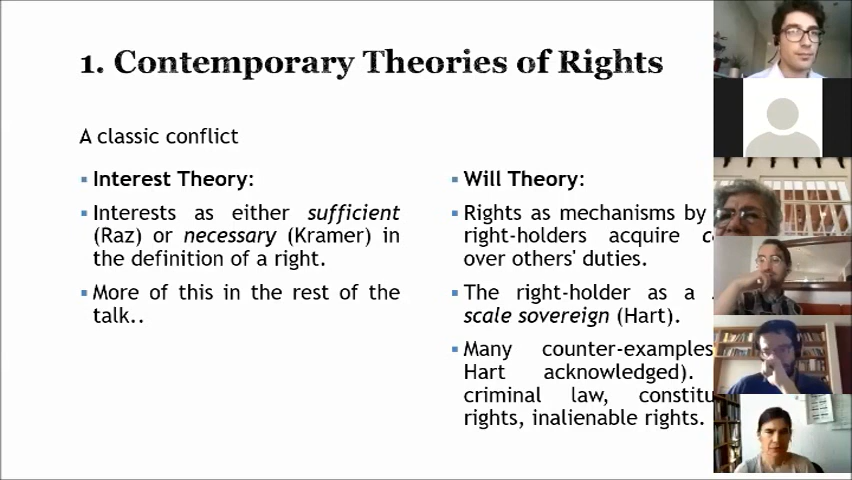 1. Contemporary Theories of Rights
A classic conflict
Interest Theory:
Interests as either sufficient
(Raz) or necessary (Kramer) in
the definition of a right.
More of this in the rest of the
talk..
Will Theory:
Rights as mechanisms by
right-holders acquire
over others' duties.
The right-holder as a
scale sovereign (Hart).
Many counter-examples
Hart acknowledged).
criminal law,
rights, inalienable rights.